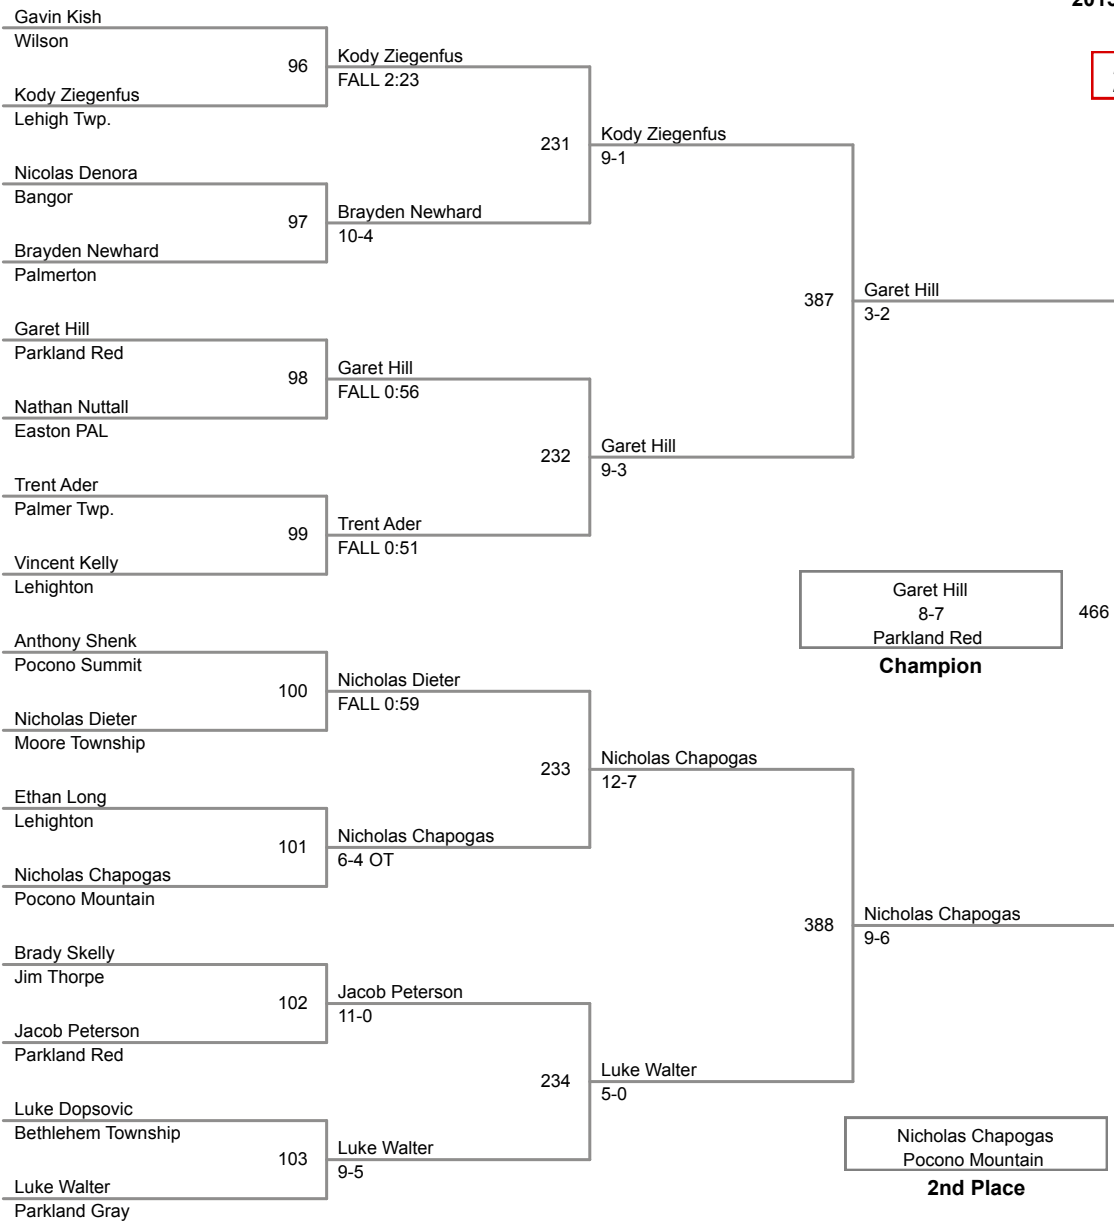 2013
Gavin Kish
Wilson
96
Kody Ziegenfus
FALL 2:23
Kody Ziegenfus
Lehigh Twp.
231
Kody Ziegenfus
9-1
Nicolas Denora
Bangor
97
Brayden Newhard
10-4
Brayden Newhard
Palmerton
387
Garet Hill
3-2
Garet Hill
Parkland Red
98
Garet Hill
FALL 0:56
Nathan Nuttall
Easton PAL
232
Garet Hill
9-3
Trent Ader
Palmer Twp.
99
Trent Ader
FALL 0:51
Vincent Kelly
Lehighton
Garet Hill
8-7
Parkland Red
466
Champion
Anthony Shenk
Pocono Summit
100
Nicholas Dieter
FALL 0:59
Nicholas Dieter
Moore Township
233
Nicholas Chapogas
12-7
Ethan Long
Lehighton
101
Nicholas Chapogas
6-4 OT
Nicholas Chapogas
Pocono Mountain
388
Nicholas Chapogas
9-6
Brady Skelly
Jim Thorpe
102
Jacob Peterson
11-0
Jacob Peterson
Parkland Red
234
Luke Walter
5-0
Luke Dopsovic
Bethlehem Township
103
Luke Walter
9-5
Luke Walter
Parkland Gray
Nicholas Chapogas
Pocono Mountain
2nd Place